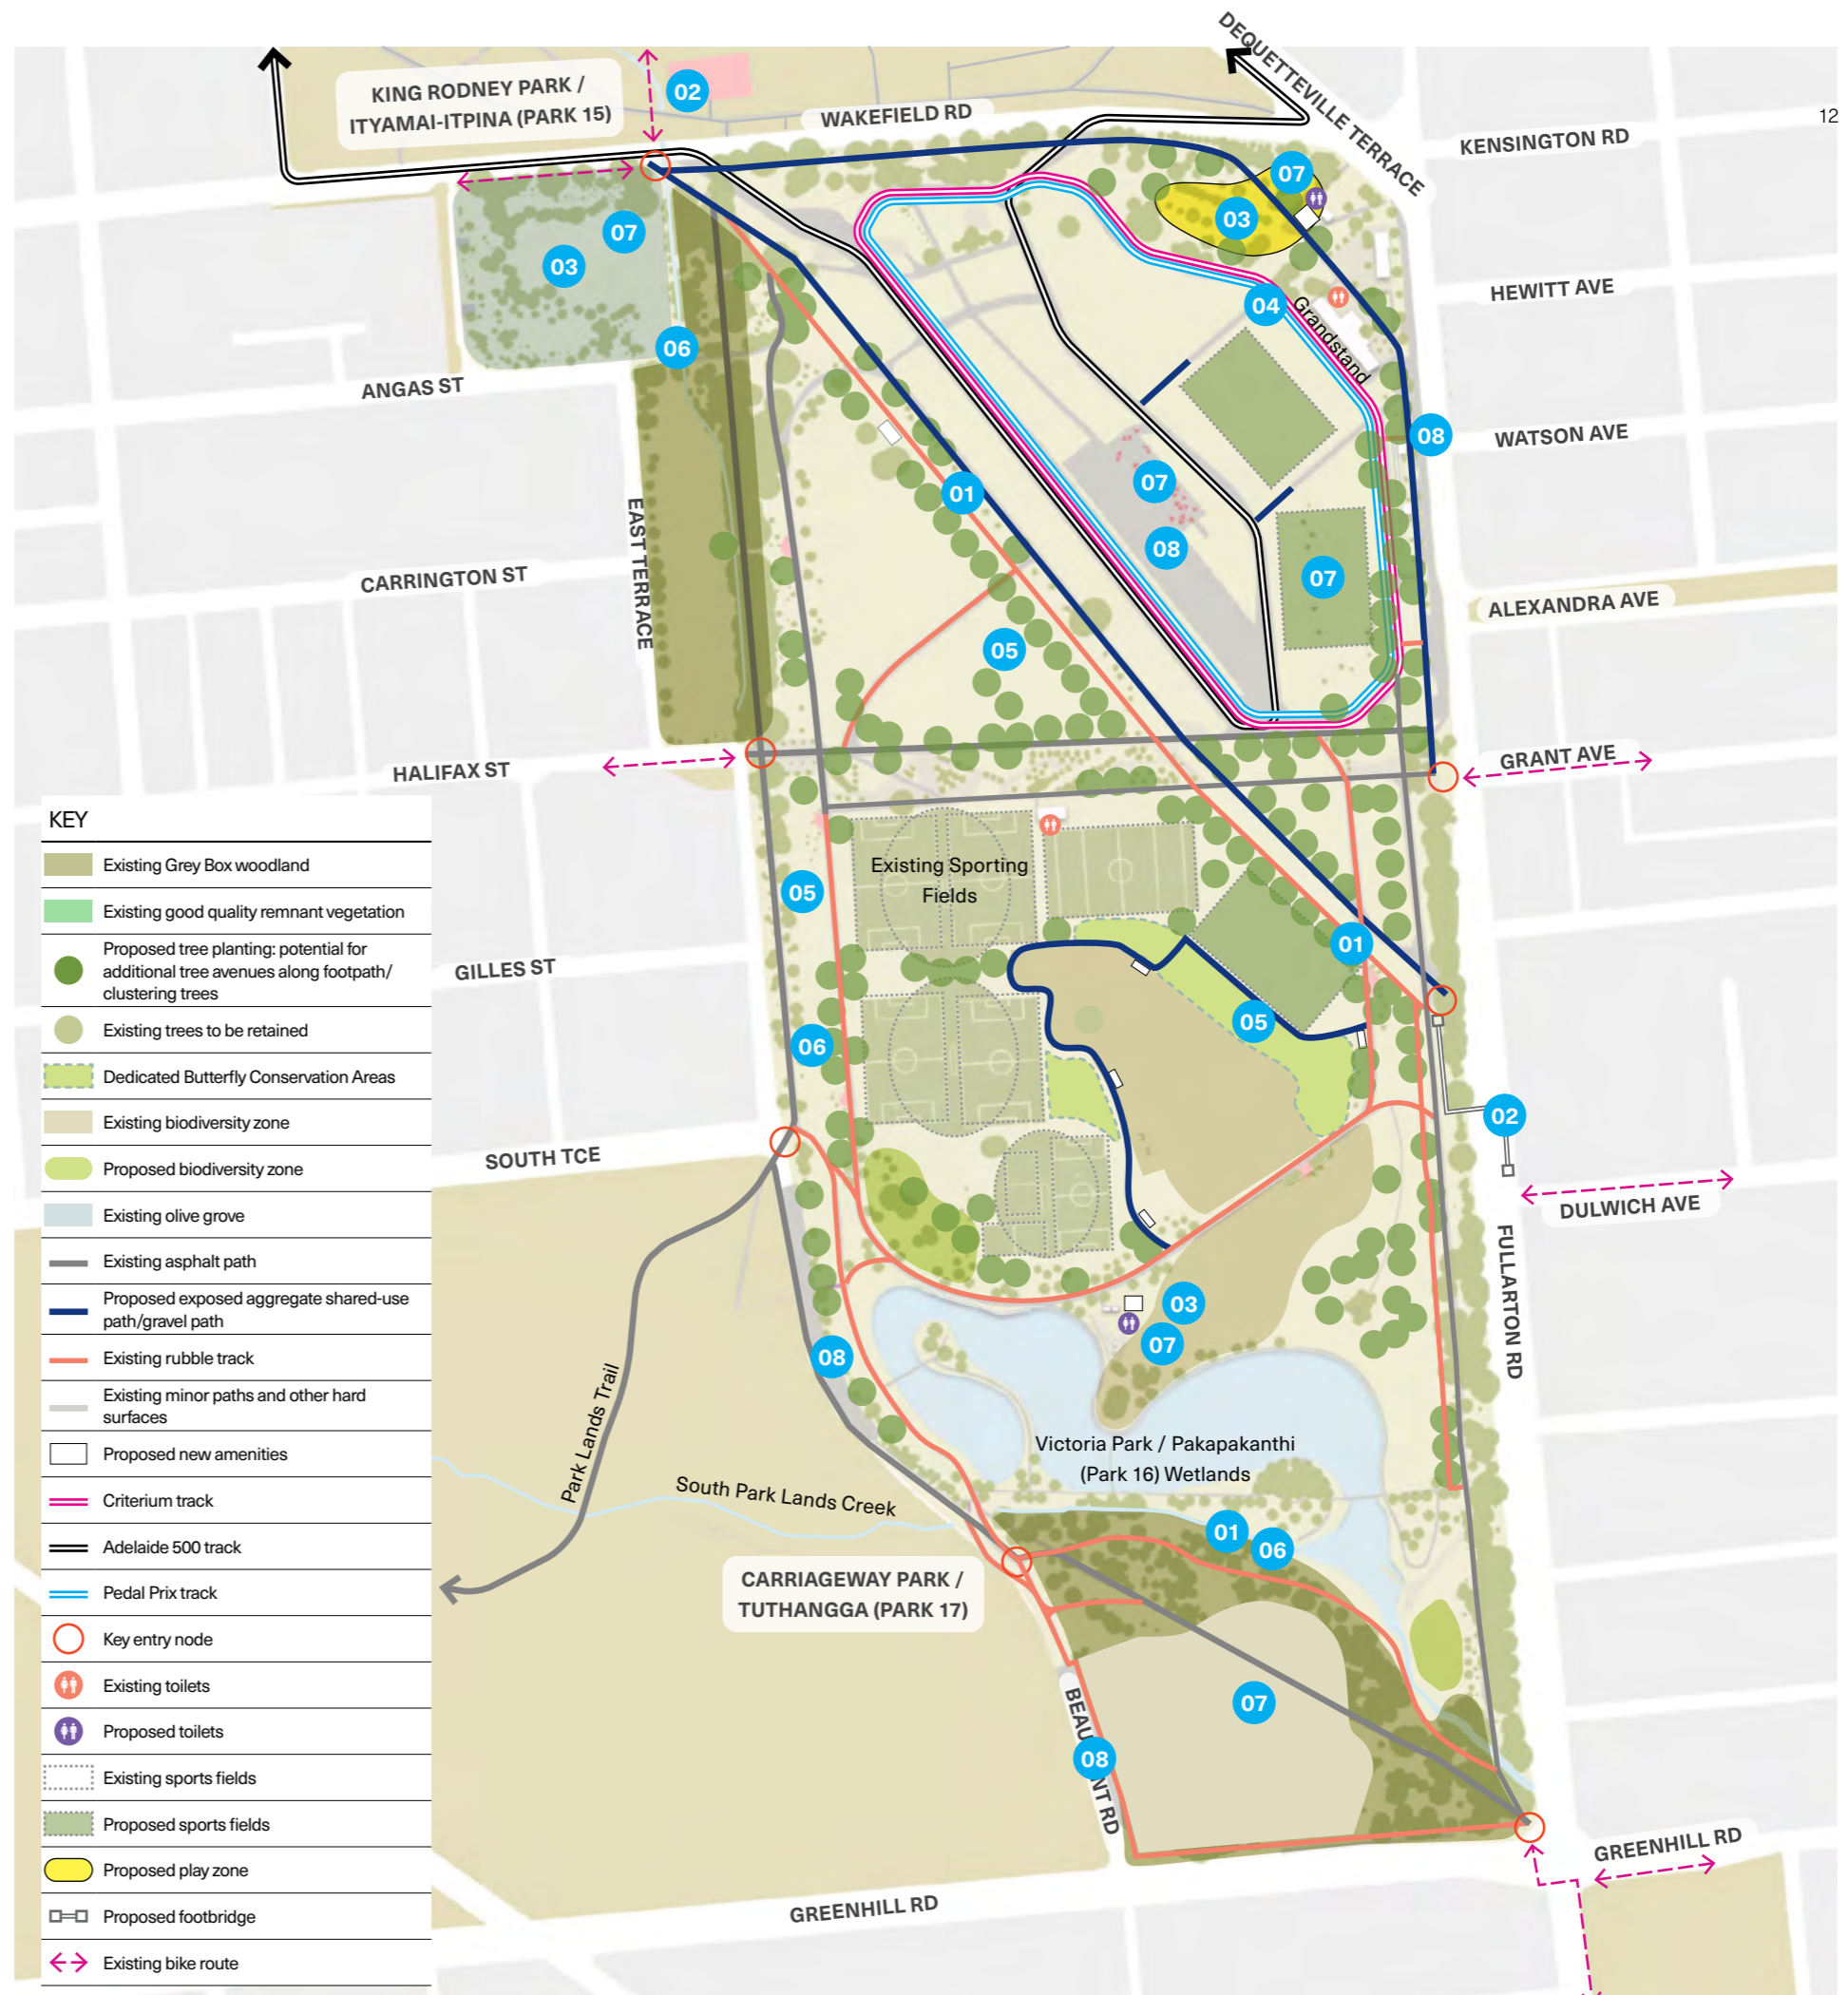 DEQUETTEVILLE TERRACE
KING RODNEY PARK /
ITYAMAI-ITPINA (PARK 15)
02
WAKEFIELD RD
12
KENSINGTON RD
07
03
07
03
HEWITT AVE
04
Grandstand
06
ANGAS ST
08
WATSON AVE
01
07
EAST TERRACE
08
07
CARRINGTON ST
ALEXANDRA AVE
05
GRANT AVE
HALIFAX ST
Existing Sporting
Fields
05
01
GILLES ST
05
06
02
SOUTH TCE
DULWICH AVE
FULLARTON RD
03
07
08
Park Lands Trail
Victoria Park / Pakapakanthi
(Park 16) Wetlands
South Park Lands Creek
01
06
CARRIAGEWAY PARK /
TUTHANGGA (PARK 17)
07
BEAU
08
NT RD
GREENHILL RD
GREENHILL RD
KEY
Existing Grey Box woodland
Existing good quality remnant vegetation
Proposed tree planting: potential for
additional tree avenues along footpath/
clustering trees
Existing trees to be retained
Dedicated Butterfly Conservation Areas
Existing biodiversity zone
Proposed biodiversity zone
Existing olive grove
Existing asphalt path
Proposed exposed aggregate shared-use
path/gravel path
Existing rubble track
Existing minor paths and other hard
surfaces
Proposed new amenities
Criterium track
Adelaide 500 track
Pedal Prix track
Key entry node
Existing toilets
Proposed toilets
Existing sports fields
Proposed sports fields
Proposed play zone
Proposed footbridge
Existing bike route